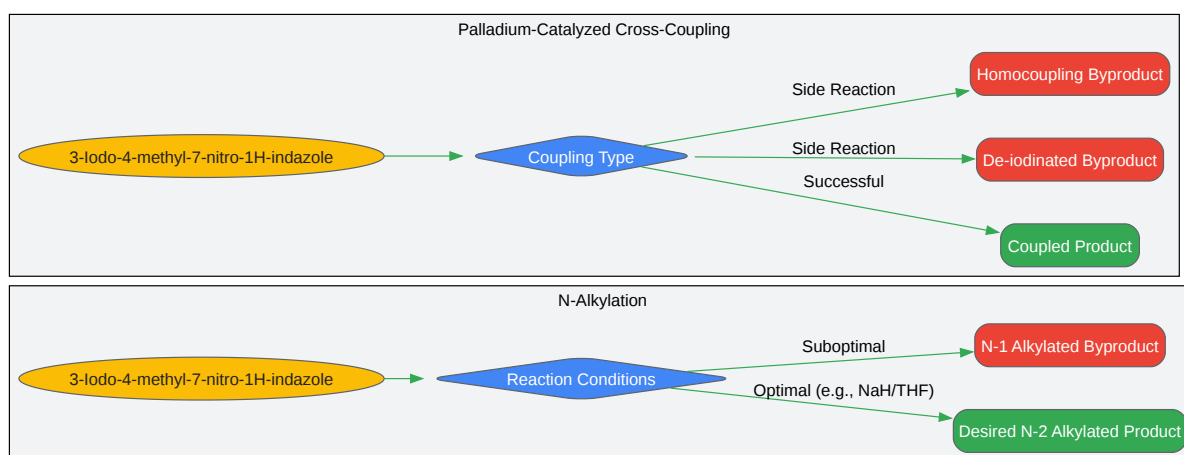 Palladium-Catalyzed Cross-Coupling
Homocoupling Byproduct
Side Reaction
3-Iodo-4-methyl-7-nitro-1H-indazole
Coupling Type
Side Reaction
De-iodinated Byproduct
Successful
Coupled Product
N-Alkylation
N-1 Alkylated Byproduct
Suboptimal
3-Iodo-4-methyl-7-nitro-1H-indazole
Reaction Conditions
Optimal (e.g., NaH/THF)
Desired N-2 Alkylated Product